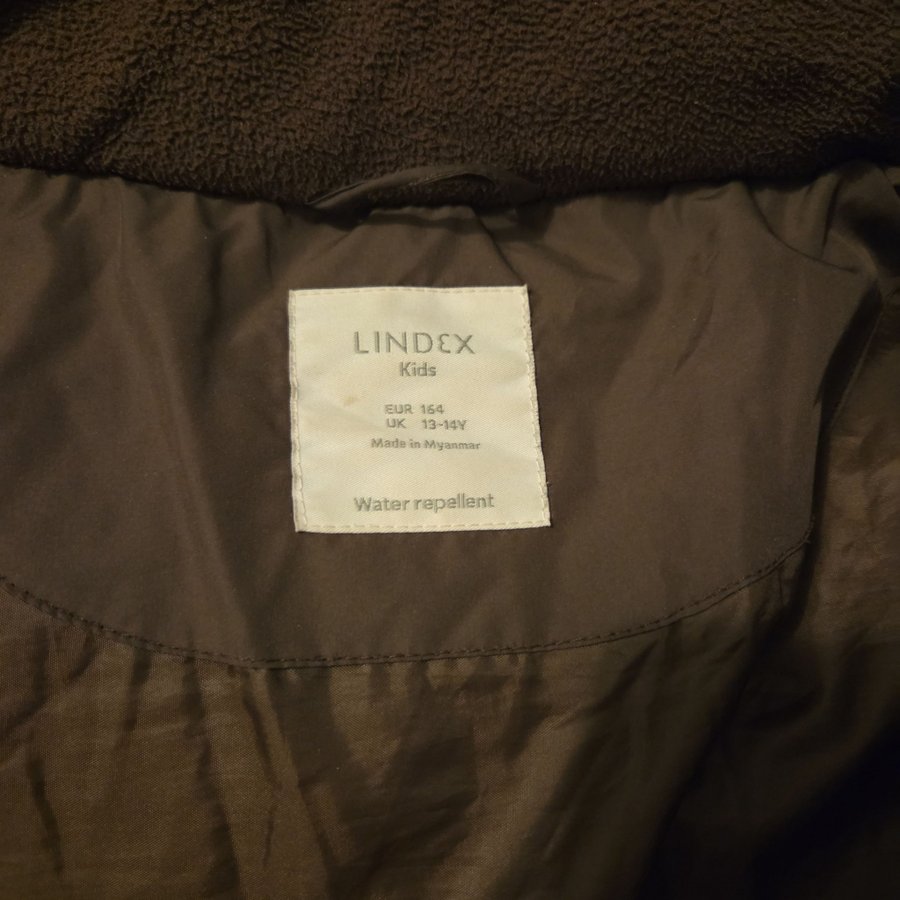 LINDEX
Kids
EUR 164
UK 13-14Y
Made in Myanmar
Water repellent